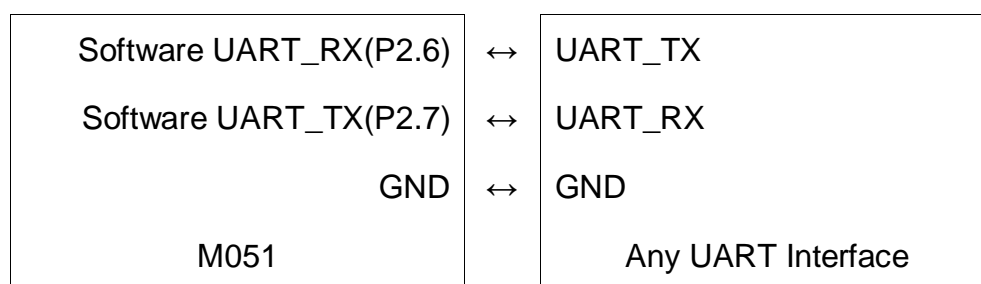 Software UART_RX(P2.6) ↔ UART_TX
Software UART_TX(P2.7) ↔ UART_RX
GND ↔ GND
M051 Any UART Interface